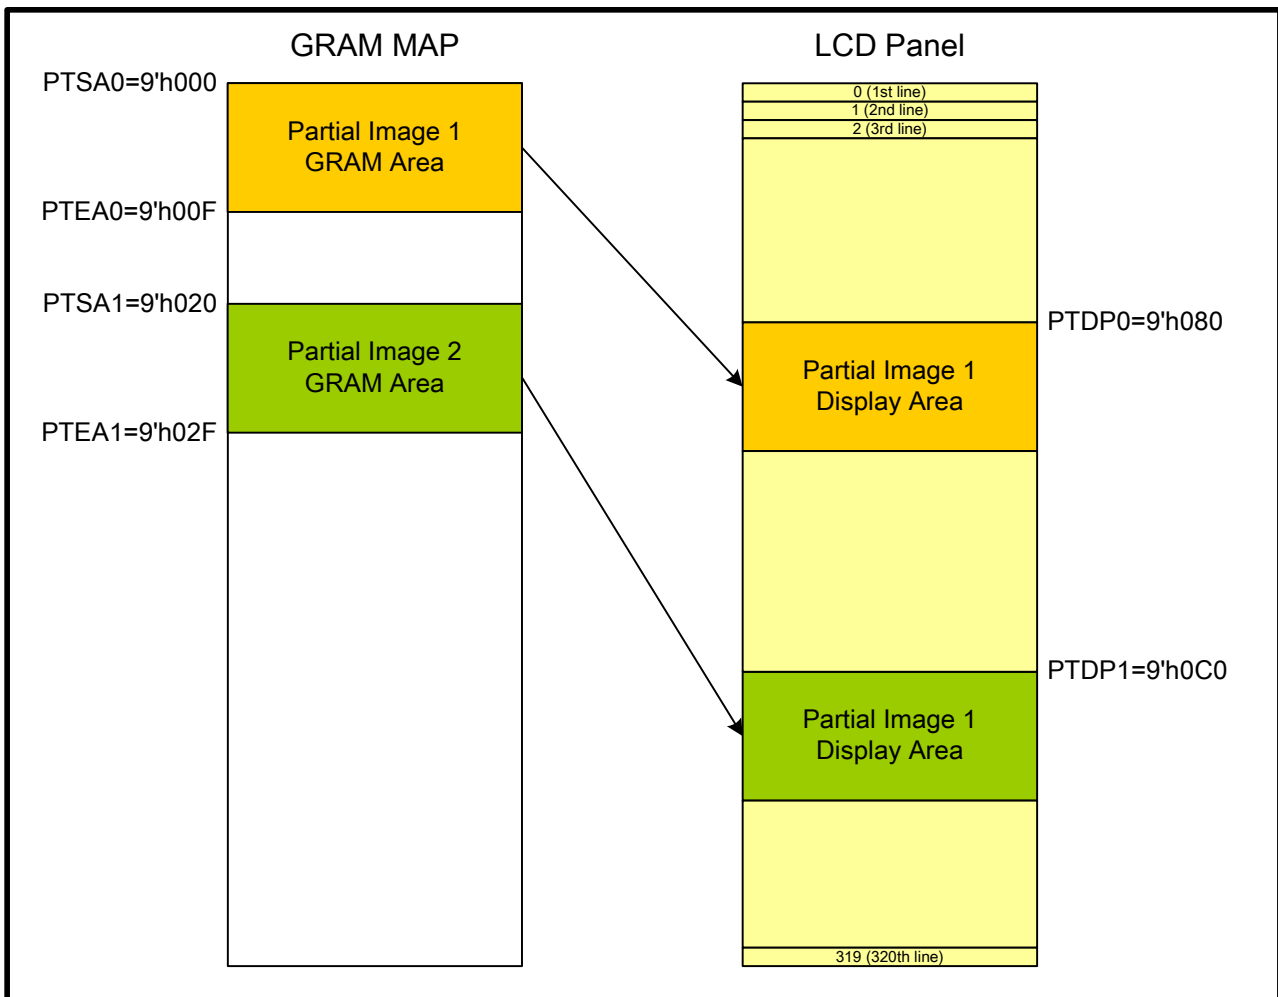 GRAM MAP
PTSA0=9'h000
Partial Image 1
GRAM Area
PTEA0=9'h00F
PTSA1=9'h020
Partial Image 2
GRAM Area
PTEA1=9'h02F
LCD Panel
0 (1st line)
1 (2nd line)
2 (3rd line)
PTDP0=9'h080
Partial Image 1
Display Area
PTDP1=9'h0C0
Partial Image 1
Display Area
319 (320th line)